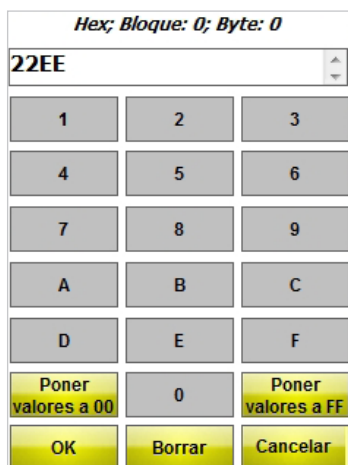 Hex; Bloque: 0; Byte: 0
22EE
1 2 3
4 5 6
7 8 9
A B C
D E F
Poner valores a 00 0 Poner valores a FF
OK Borrar Cancelar